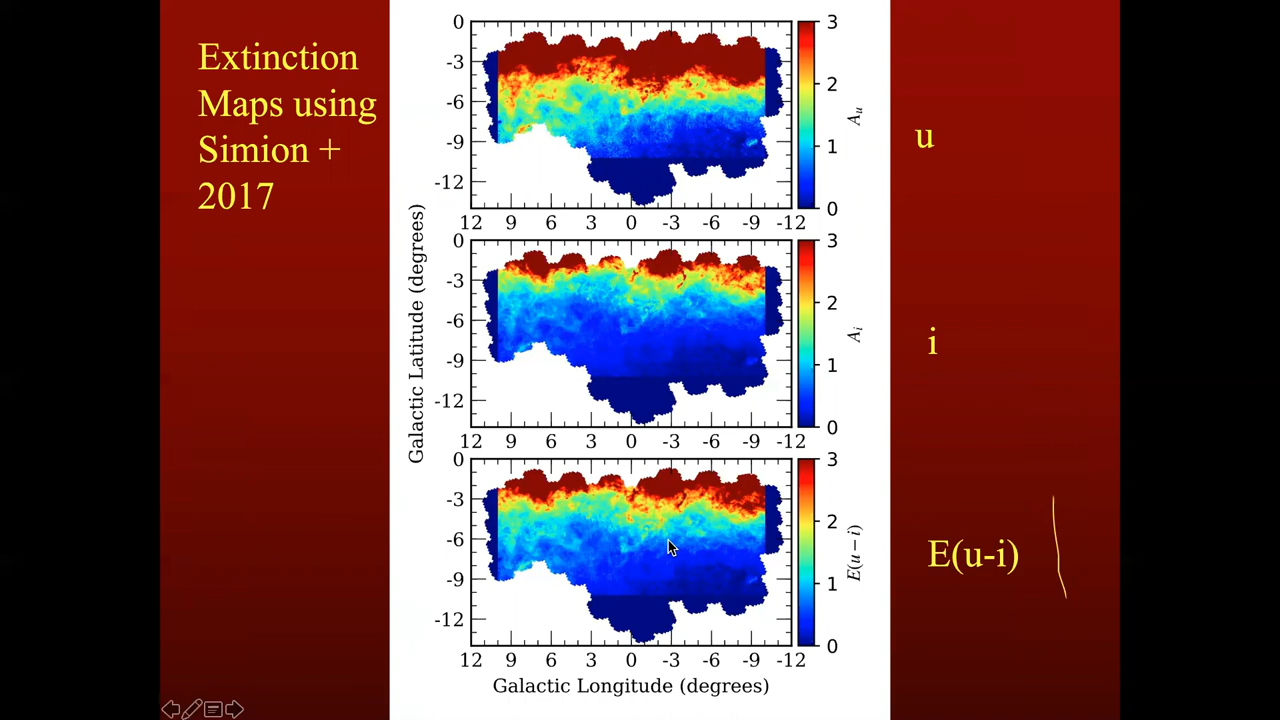 Extinction
Maps using
Simion +
2017
0
-3
-6
-9
-12
12 9 6 3 0 -3 -6 -9 -12
3
2
1
0
A_u
u
0
-3
-6
-9
-12
12 9 6 3 0 -3 -6 -9 -12
3
2
1
0
A_i
i
0
-3
-6
-9
-12
12 9 6 3 0 -3 -6 -9 -12
3
2
1
0
E(u − i)
E(u-i)
Galactic Latitude (degrees)
Galactic Longitude (degrees)